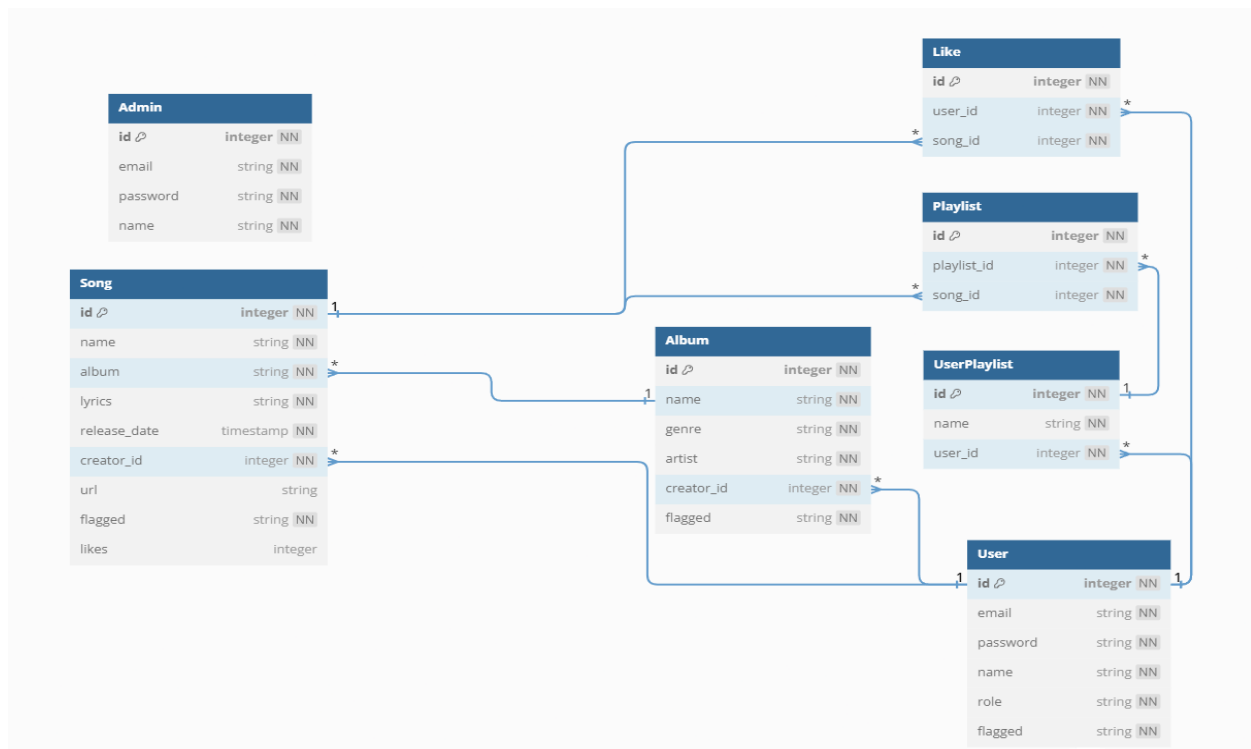 Admin
id integer NN
email string NN
password string NN
name string NN
Song
id integer NN
name string NN
album string NN
lyrics string NN
release_date timestamp NN
creator_id integer NN
url string
flagged string NN
likes integer
1
*
*
Album
id integer NN
name string NN
genre string NN
artist string NN
creator_id integer NN
flagged string NN
1
*
Like
id integer NN
user_id integer NN
song_id integer NN
*
*
Playlist
id integer NN
playlist_id integer NN
song_id integer NN
*
*
UserPlaylist
id integer NN
name string NN
user_id integer NN
1
*
User
id integer NN
email string NN
password string NN
name string NN
role string NN
flagged string NN
1
1